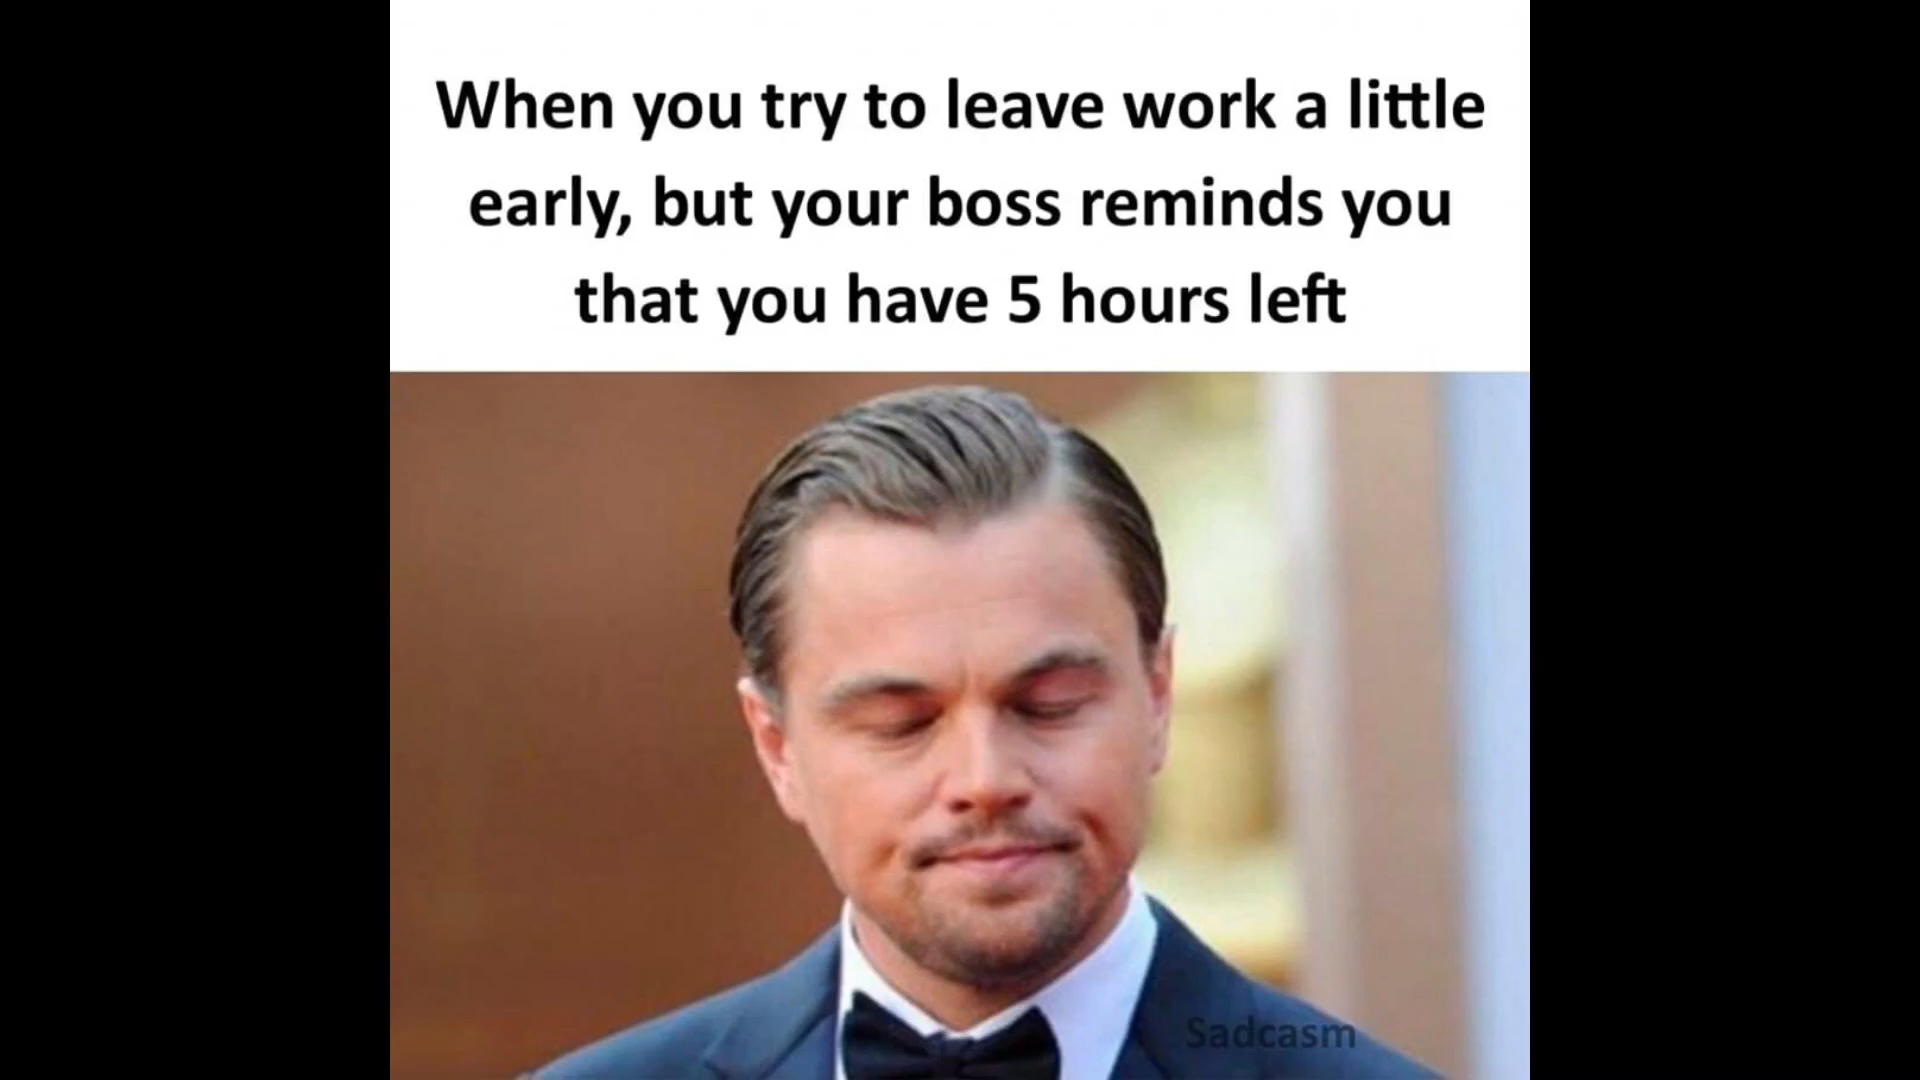 When you try to leave work a little
early, but your boss reminds you
that you have 5 hours left
Sadcasm